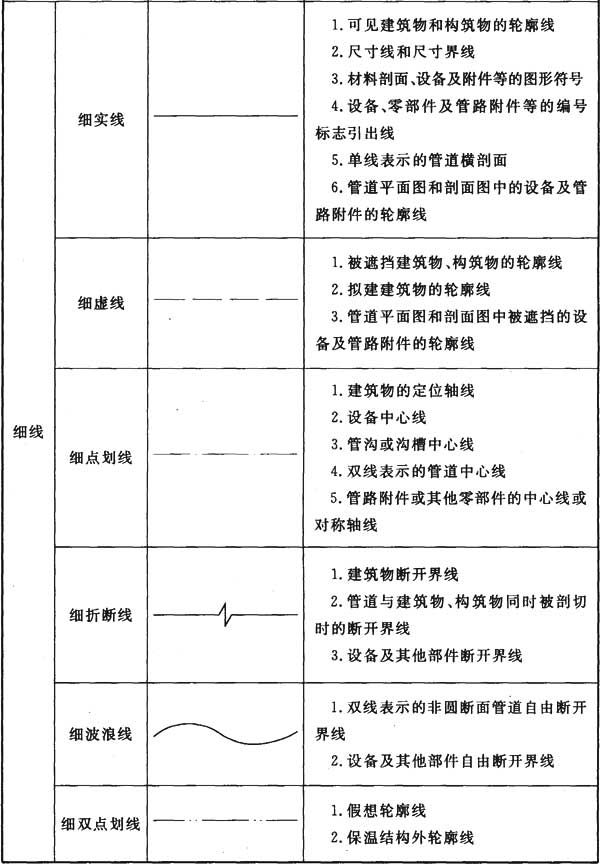 细线
细实线
1.可见建筑物和构筑物的轮廓线
2.尺寸线和尺寸界线
3.材料剖面、设备及附件等的图形符号
4.设备、零部件及管路附件等的编号
标志引出线
5.单线表示的管道横剖面
6.管道平面图和剖面图中的设备及管
路附件的轮廓线
细虚线
1.被遮挡建筑物、构筑物的轮廓线
2.拟建建筑物的轮廓线
3.管道平面图和剖面图中被遮挡的设
备及管路附件的轮廓线
细点划线
1.建筑物的定位轴线
2.设备中心线
3.管沟或沟槽中心线
4.双线表示的管道中心线
5.管路附件或其他零部件的中心线或
对称轴线
细折断线
1.建筑物断开界线
2.管道与建筑物、构筑物同时被剖切
时的断开界线
3.设备及其他部件断开界线
细波浪线
1.双线表示的非圆断面管道自由断开
界线
2.设备及其他部件自由断开界线
细双点划线
1.假想轮廓线
2.保温结构外轮廓线